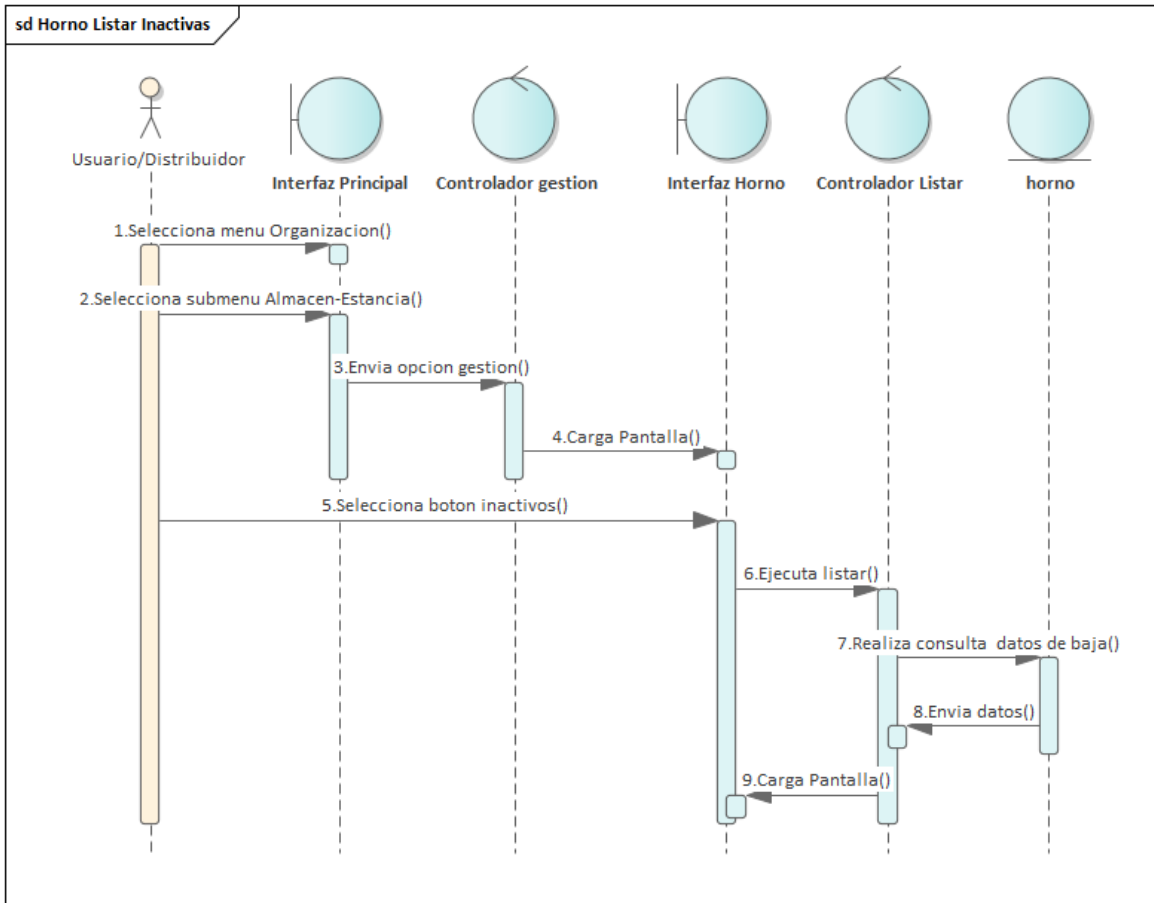 sd Horno Listar Inactivas
Usuario/Distribuidor
Interfaz Principal
Controlador gestion
Interfaz Horno
Controlador Listar
horno
1.Selecciona menu Organizacion()
2.Selecciona submenu Almacen-Estancia()
3.Envia opcion gestion()
4.Carga Pantalla()
5.Selecciona boton inactivos()
6.Ejecuta listar()
7.Realiza consulta  datos de baja()
8.Envia datos()
9.Carga Pantalla()